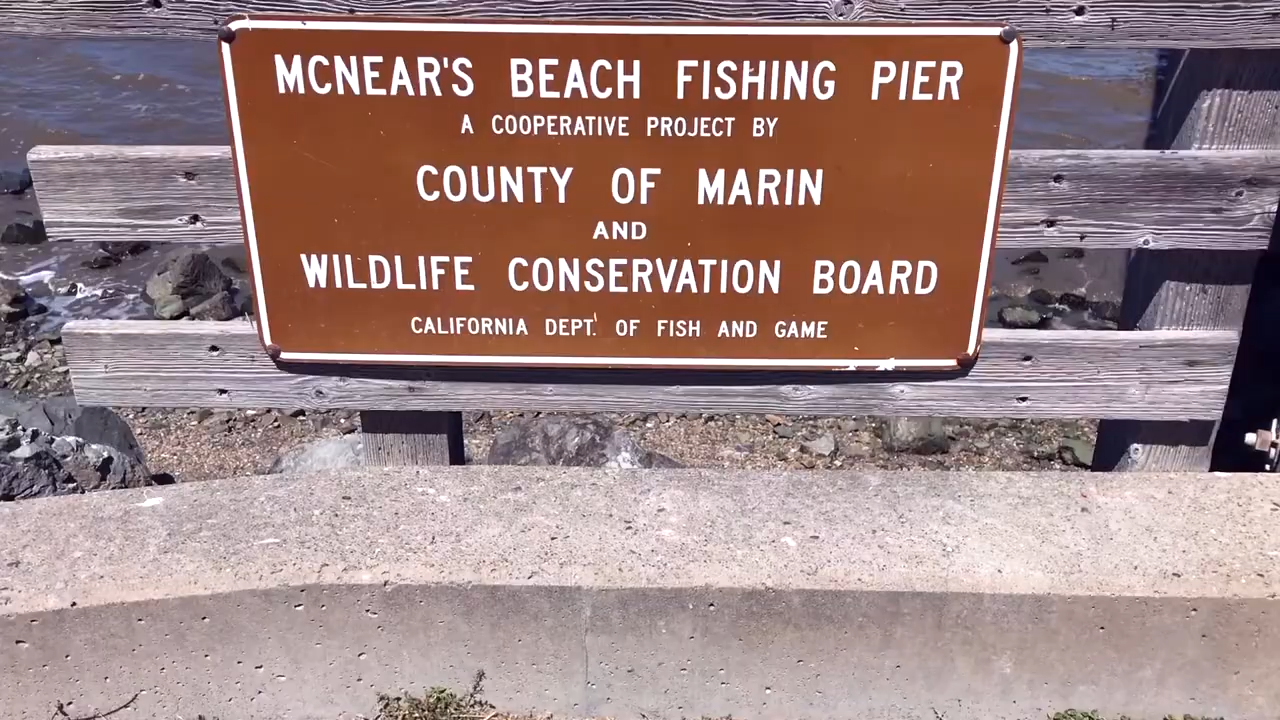 MCNEAR'S BEACH FISHING PIER
A COOPERATIVE PROJECT BY
COUNTY OF MARIN
AND
WILDLIFE CONSERVATION BOARD
CALIFORNIA DEPT. OF FISH AND GAME